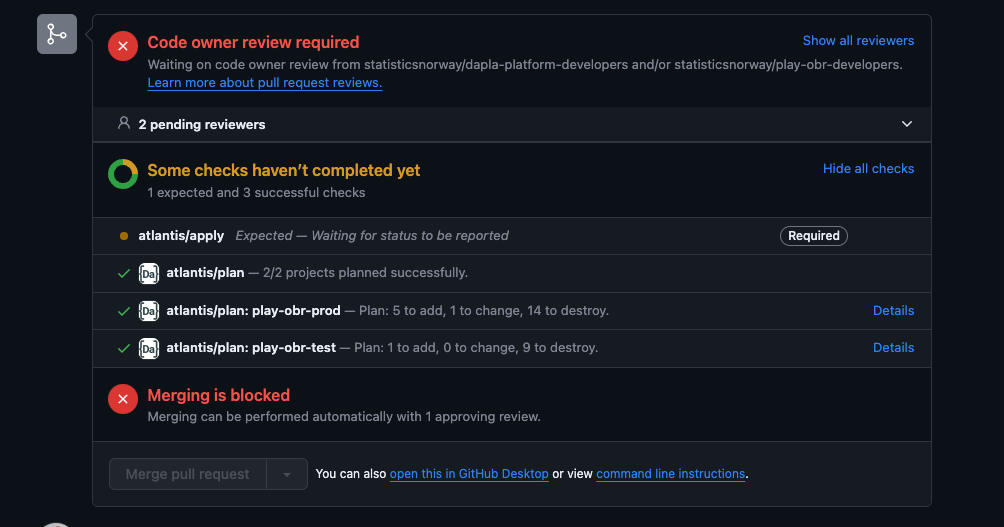 Code owner review required
Show all reviewers
Waiting on code owner review from statisticsnorway/dapla-platform-developers and/or statisticsnorway/play-obr-developers.
Learn more about pull request reviews.
2 pending reviewers
Some checks haven’t completed yet
Hide all checks
1 expected and 3 successful checks
atlantis/apply Expected — Waiting for status to be reported Required
Da atlantis/plan — 2/2 projects planned successfully.
Da atlantis/plan: play-obr-prod — Plan: 5 to add, 1 to change, 14 to destroy. Details
Da atlantis/plan: play-obr-test — Plan: 1 to add, 0 to change, 9 to destroy. Details
Merging is blocked
Merging can be performed automatically with 1 approving review.
Merge pull request You can also open this in GitHub Desktop or view command line instructions.